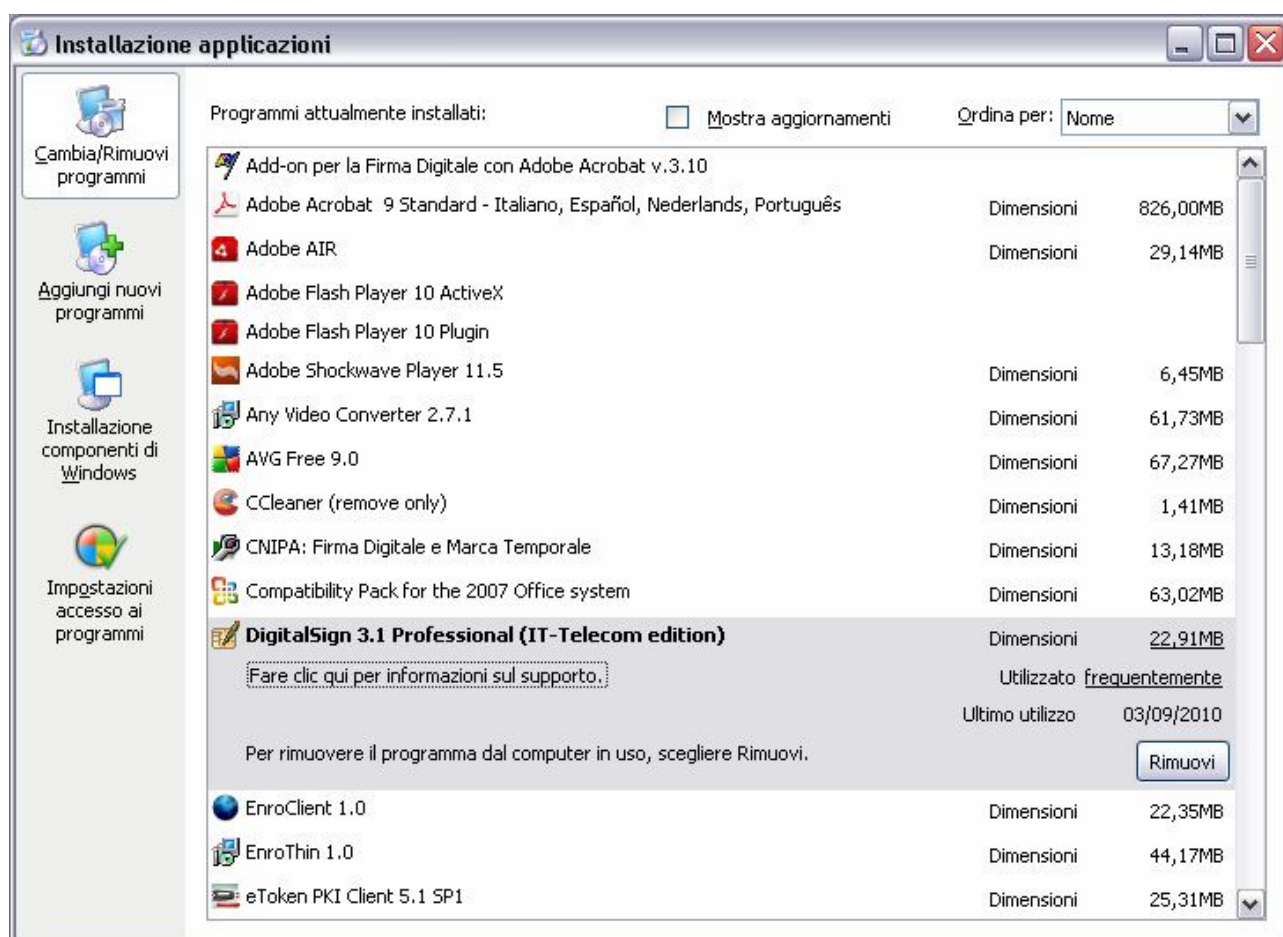 Installazione applicazioni
Cambia/Rimuovi
programmi
Aggiungi nuovi
programmi
Installazione
componenti di
Windows
Impostazioni
accesso ai
programmi
Programmi attualmente installati: Mostra aggiornamenti Ordina per: Nome
Add-on per la Firma Digitale con Adobe Acrobat v.3.10
Adobe Acrobat 9 Standard - Italiano, Español, Nederlands, Português Dimensioni 826,00MB
Adobe AIR Dimensioni 29,14MB
Adobe Flash Player 10 ActiveX
Adobe Flash Player 10 Plugin
Adobe Shockwave Player 11.5 Dimensioni 6,45MB
Any Video Converter 2.7.1 Dimensioni 61,73MB
AVG Free 9.0 Dimensioni 67,27MB
CCleaner (remove only) Dimensioni 1,41MB
CNIPA: Firma Digitale e Marca Temporale Dimensioni 13,18MB
Compatibility Pack for the 2007 Office system Dimensioni 63,02MB
DigitalSign 3.1 Professional (IT-Telecom edition) Dimensioni 22,91MB
Fare clic qui per informazioni sul supporto. Utilizzato frequentemente
Ultimo utilizzo 03/09/2010
Per rimuovere il programma dal computer in uso, scegliere Rimuovi. Rimuovi
EnroClient 1.0 Dimensioni 22,35MB
EnroThin 1.0 Dimensioni 44,17MB
eToken PKI Client 5.1 SP1 Dimensioni 25,31MB